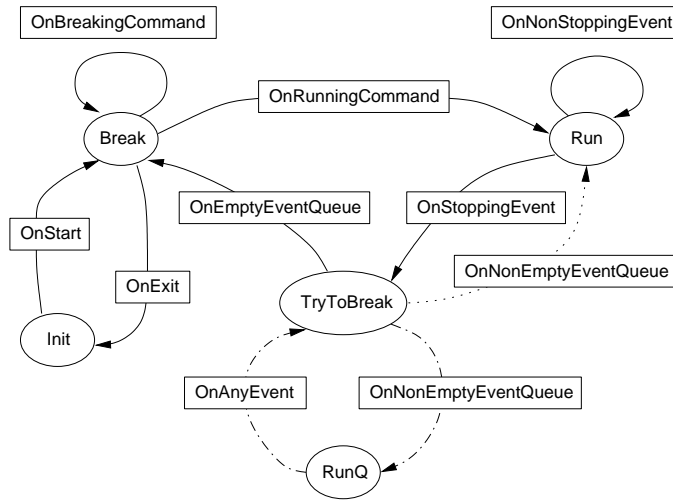 OnBreakingCommand
OnNonStoppingEvent
OnRunningCommand
Break
Run
OnEmptyEventQueue
OnStoppingEvent
OnStart
OnNonEmptyEventQueue
OnExit
TryToBreak
Init
OnAnyEvent
OnNonEmptyEventQueue
RunQ